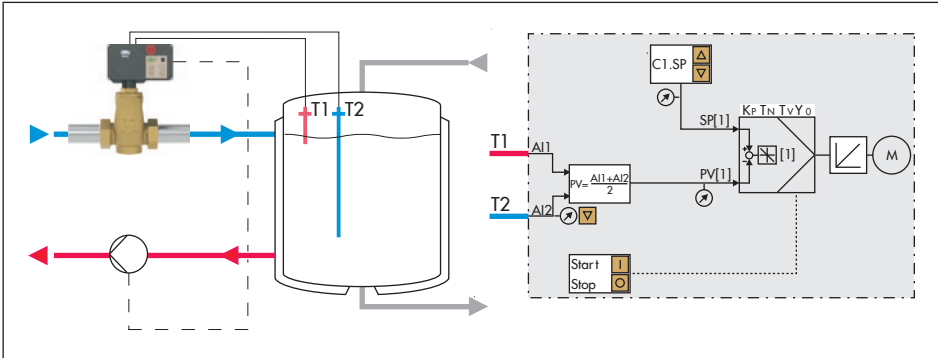 T1 T2
C1.SP
KP TN TV Y0
SP[1]
[1]
M
T1 AI1
PV= AI1+AI2
2
PV[1]
T2 AI2
Start I
Stop O